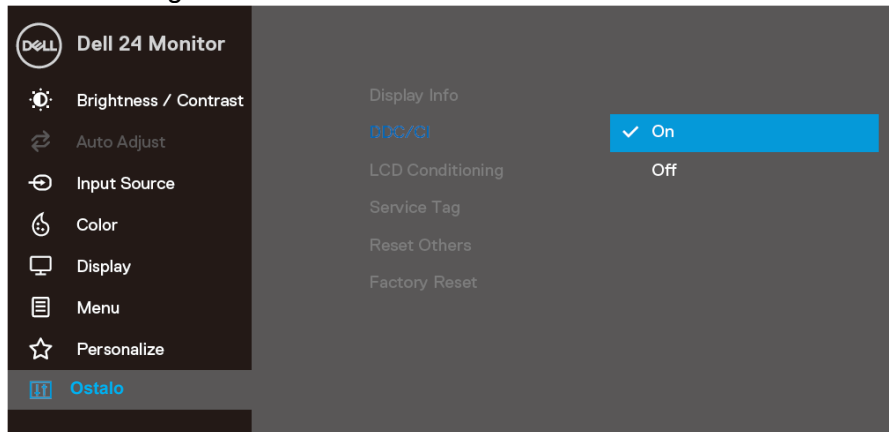 DELL
Dell 24 Monitor
Brightness / Contrast
Auto Adjust
Input Source
Color
Display
Menu
Personalize
Ostalo
Display Info
DDC/CI
LCD Conditioning
Service Tag
Reset Others
Factory Reset
On
Off